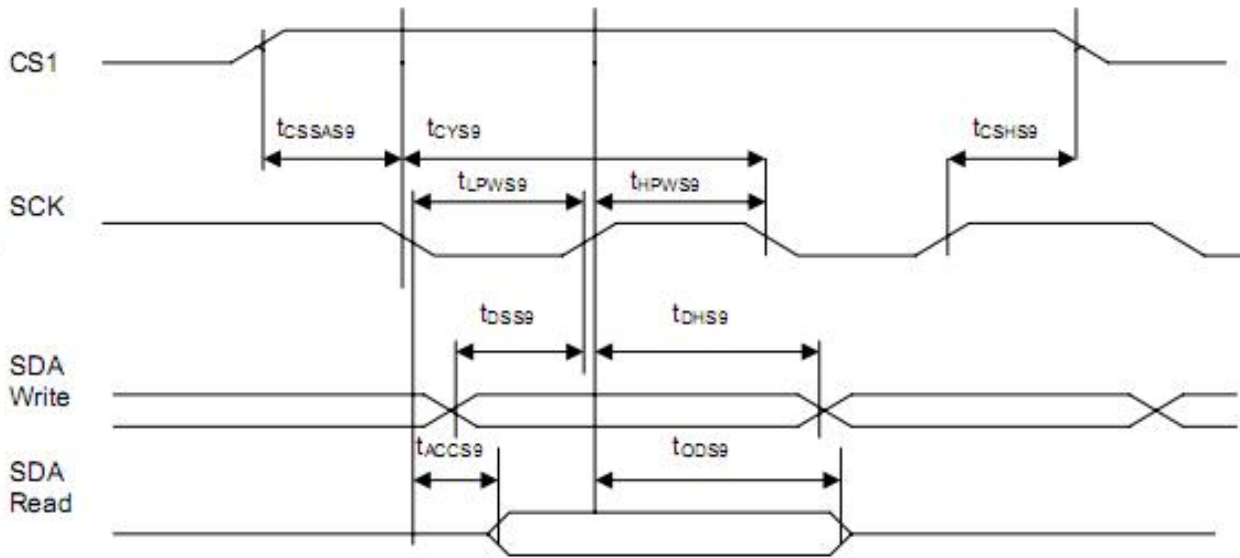 CS1
tCSSAS9 tCYS9 tCSHS9
tLPWS9 tHPWS9
SCK
tDSS9 tDHS9
SDA
Write
tACCS9 tODS9
SDA
Read